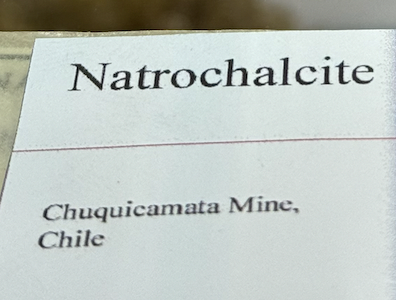 Natrochalcite
Chuquicamata Mine,
Chile